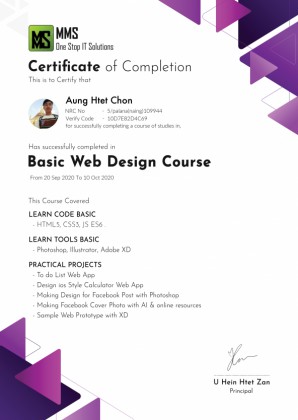 MS
MMS
One Stop IT Solutions
Certificate of Completion
This is to Certify that
Aung Htet Chon
NRC No -
Verify Code - 10D7EB2D4C69
for successfully completing a course of studies in.
Has successfully completed in
Basic Web Design Course
From 20 Sep 2020 To 10 Oct 2020
This Course Covered
LEARN CODE BASIC
- HTML5, CSS3, JS ES6
LEARN TOOLS BASIC
- Photoshop, Illustrator, Adobe XD
PRACTICAL PROJECTS
- To do List Web App
- Design ios Style Calculator Web App
- Making Design for Facebook Post with Photoshop
- Making Facebook Cover Photo with AI & online resources
- Sample Web Prototype with XD
U Hein Htet Zan
Principal